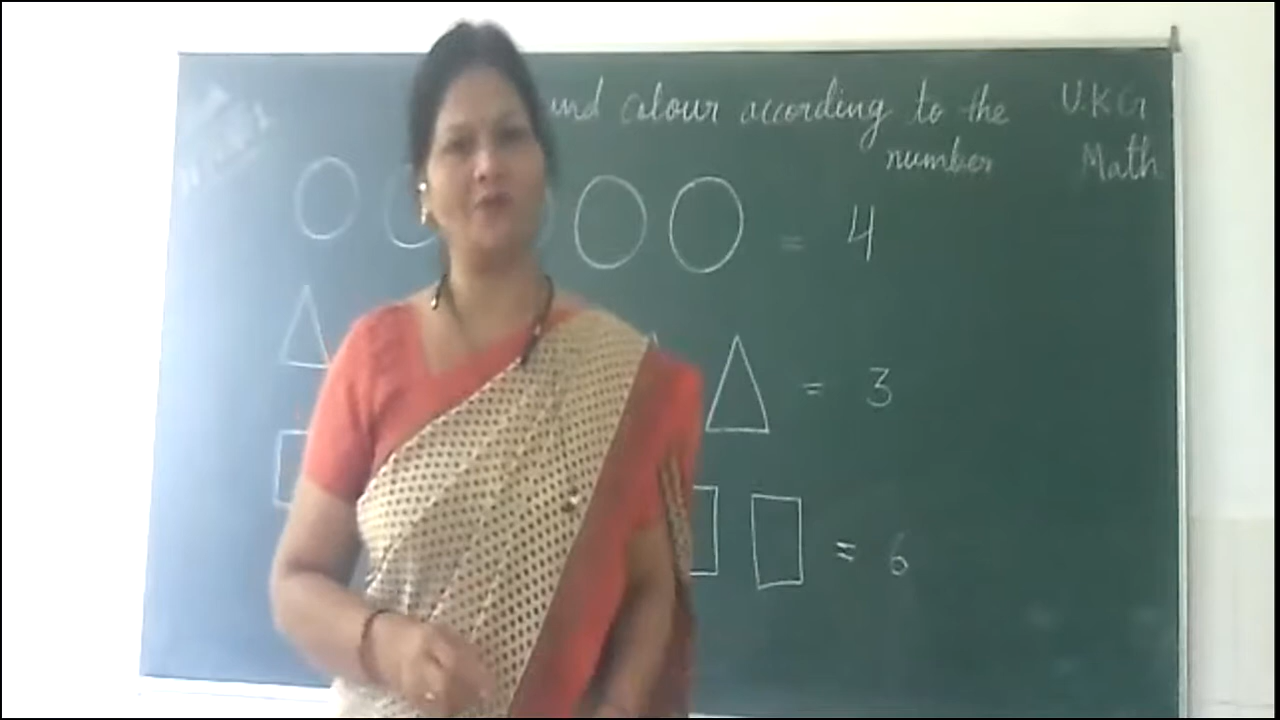 and colour according to the
number
U.K.G
Math
= 4
= 3
= 6